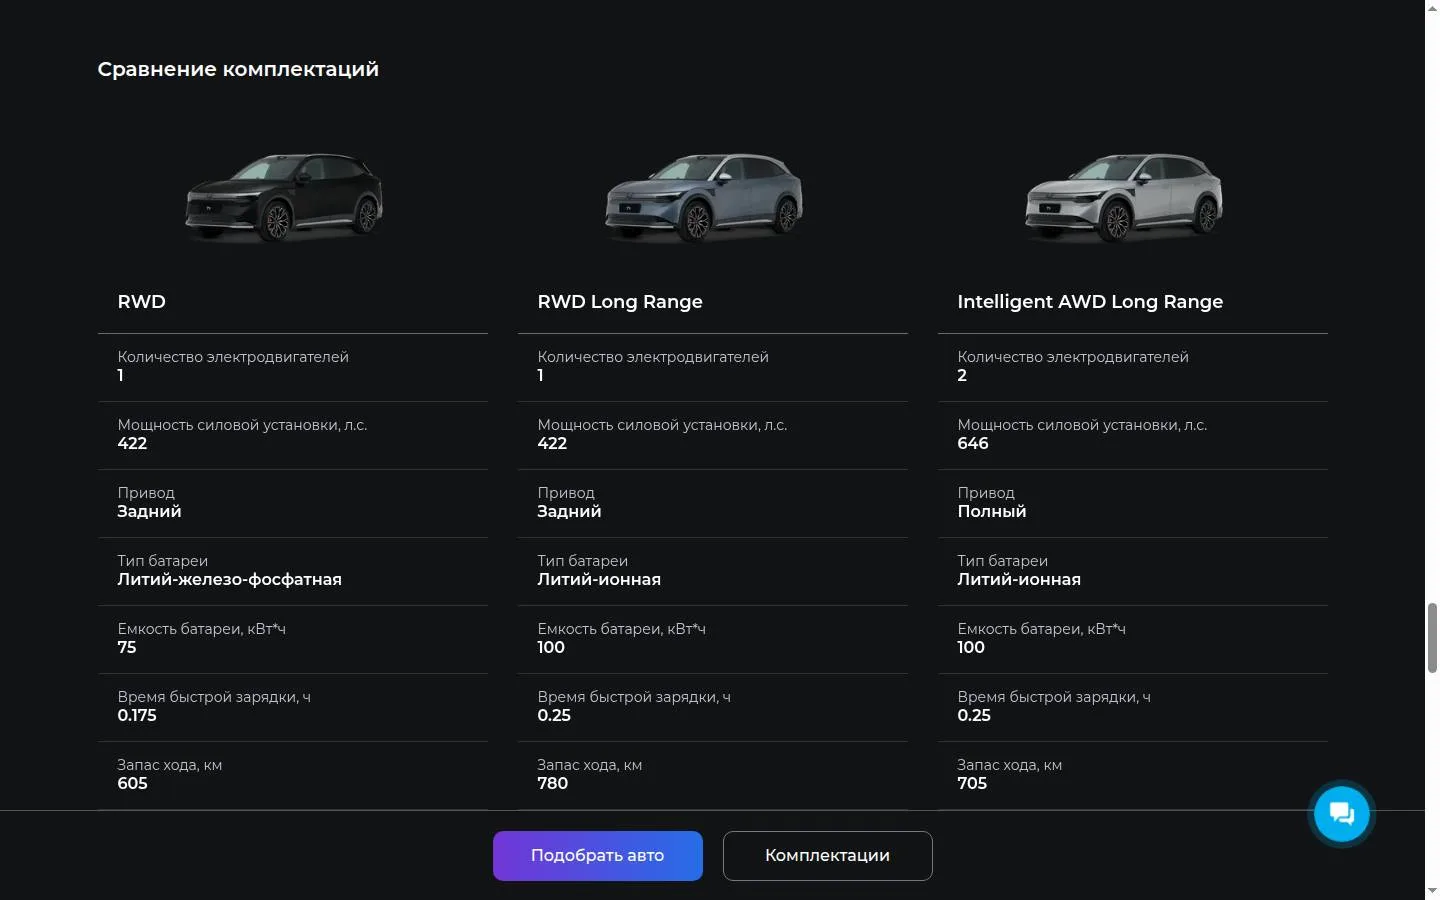 Сравнение комплектаций
RWD
Количество электродвигателей
1
Мощность силовой установки, л.с.
422
Привод
Задний
Тип батареи
Литий-железо-фосфатная
Емкость батареи, кВт*ч
75
Время быстрой зарядки, ч
0.175
Запас хода, км
605
RWD Long Range
Количество электродвигателей
1
Мощность силовой установки, л.с.
422
Привод
Задний
Тип батареи
Литий-ионная
Емкость батареи, кВт*ч
100
Время быстрой зарядки, ч
0.25
Запас хода, км
780
Intelligent AWD Long Range
Количество электродвигателей
2
Мощность силовой установки, л.с.
646
Привод
Полный
Тип батареи
Литий-ионная
Емкость батареи, кВт*ч
100
Время быстрой зарядки, ч
0.25
Запас хода, км
705
Подобрать авто
Комплектации